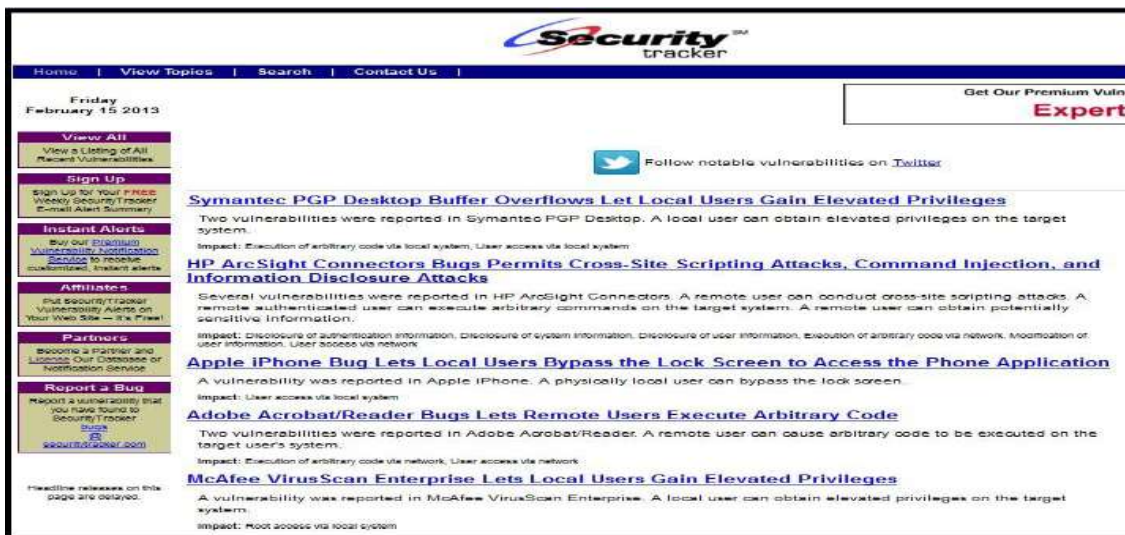 Security SM
tracker
Home | View Topics | Search | Contact Us |
Friday
February 15 2013
Get Our Premium Vuln
Expert
View All
View a Listing of All
Recent Vulnerabilities
Follow notable vulnerabilities on Twitter
Sign Up
Sign Up for Your FREE
Weekly SecurityTracker
E-mail Alert Summary
Instant Alerts
Buy our Premium
Vulnerability Notification
Service to receive
customized, instant alerts
Affiliates
Put SecurityTracker
Vulnerability Alerts on
Your Web Site -- It's Free!
Partners
Become a Partner and
License Our Database or
Notification Service
Report a Bug
Report a vulnerability that
you have found to
SecurityTracker
bugs
@
securitytracker.com
Headline releases on this
page are delayed.
Symantec PGP Desktop Buffer Overflows Let Local Users Gain Elevated Privileges
Two vulnerabilities were reported in Symantec PGP Desktop. A local user can obtain elevated privileges on the target
system.
Impact: Execution of arbitrary code via local system, User access via local system
HP ArcSight Connectors Bugs Permits Cross-Site Scripting Attacks, Command Injection, and
Information Disclosure Attacks
Several vulnerabilities were reported in HP ArcSight Connectors. A remote user can conduct cross-site scripting attacks. A
remote authenticated user can execute arbitrary commands on the target system. A remote user can obtain potentially
sensitive information.
Impact: Disclosure of authentication information, Disclosure of system information, Disclosure of user information, Execution of arbitrary code via network, Modification of
user information, User access via network
Apple iPhone Bug Lets Local Users Bypass the Lock Screen to Access the Phone Application
A vulnerability was reported in Apple iPhone. A physically local user can bypass the lock screen.
Impact: User access via local system
Adobe Acrobat/Reader Bugs Lets Remote Users Execute Arbitrary Code
Two vulnerabilities were reported in Adobe Acrobat/Reader. A remote user can cause arbitrary code to be executed on the
target user's system.
Impact: Execution of arbitrary code via network, User access via network
McAfee VirusScan Enterprise Lets Local Users Gain Elevated Privileges
A vulnerability was reported in McAfee VirusScan Enterprise. A local user can obtain elevated privileges on the target
system.
Impact: Root access via local system